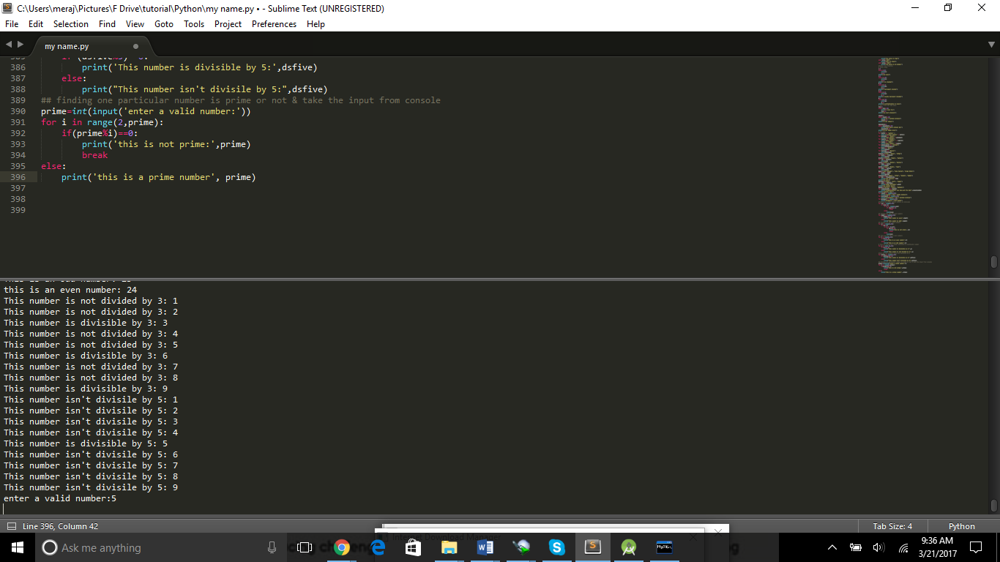 C:\Users\meraj\Pictures\F Drive\tutorial\Python\my name.py • - Sublime Text (UNREGISTERED)
File Edit Selection Find View Goto Tools Project Preferences Help
my name.py
386 print('This number is divisible by 5:',dsfive)
387 else:
388 print("This number isn't divisile by 5:",dsfive)
389 ## finding one particular number is prime or not & take the input from console
390 prime=int(input('enter a valid number:'))
391 for i in range(2,prime):
392 if(prime%i)==0:
393 print('this is not prime:',prime)
394 break
395 else:
396 print('this is a prime number', prime)
397
398
399
this is an even number: 24
This number is not divided by 3: 1
This number is not divided by 3: 2
This number is divisible by 3: 3
This number is not divided by 3: 4
This number is not divided by 3: 5
This number is divisible by 3: 6
This number is not divided by 3: 7
This number is not divided by 3: 8
This number is divisible by 3: 9
This number isn't divisile by 5: 1
This number isn't divisile by 5: 2
This number isn't divisile by 5: 3
This number isn't divisile by 5: 4
This number is divisible by 5: 5
This number isn't divisile by 5: 6
This number isn't divisile by 5: 7
This number isn't divisile by 5: 8
This number isn't divisile by 5: 9
enter a valid number:5
Line 396, Column 42 Tab Size: 4 Python
Internet Download Manager
Ask me anything
MySQL
9:36 AM
3/21/2017